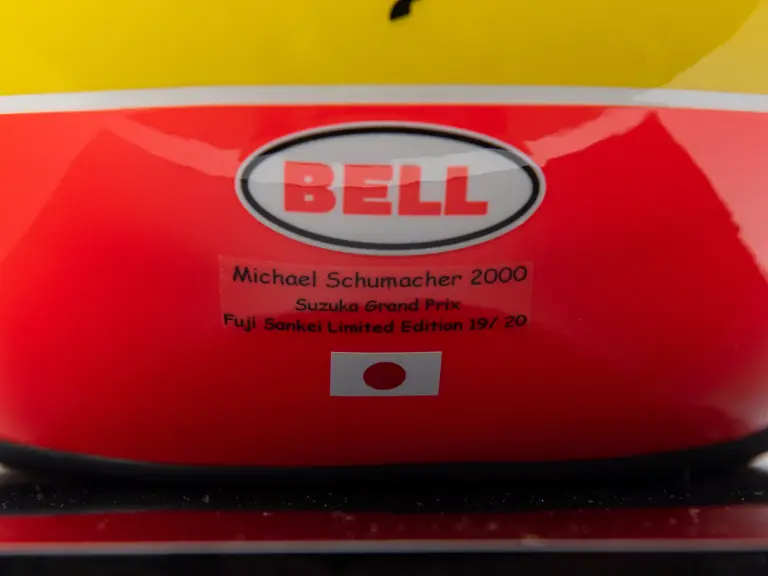 BELL
Michael Schumacher 2000
Suzuka Grand Prix
Fuji Sankei Limited Edition 19/ 20